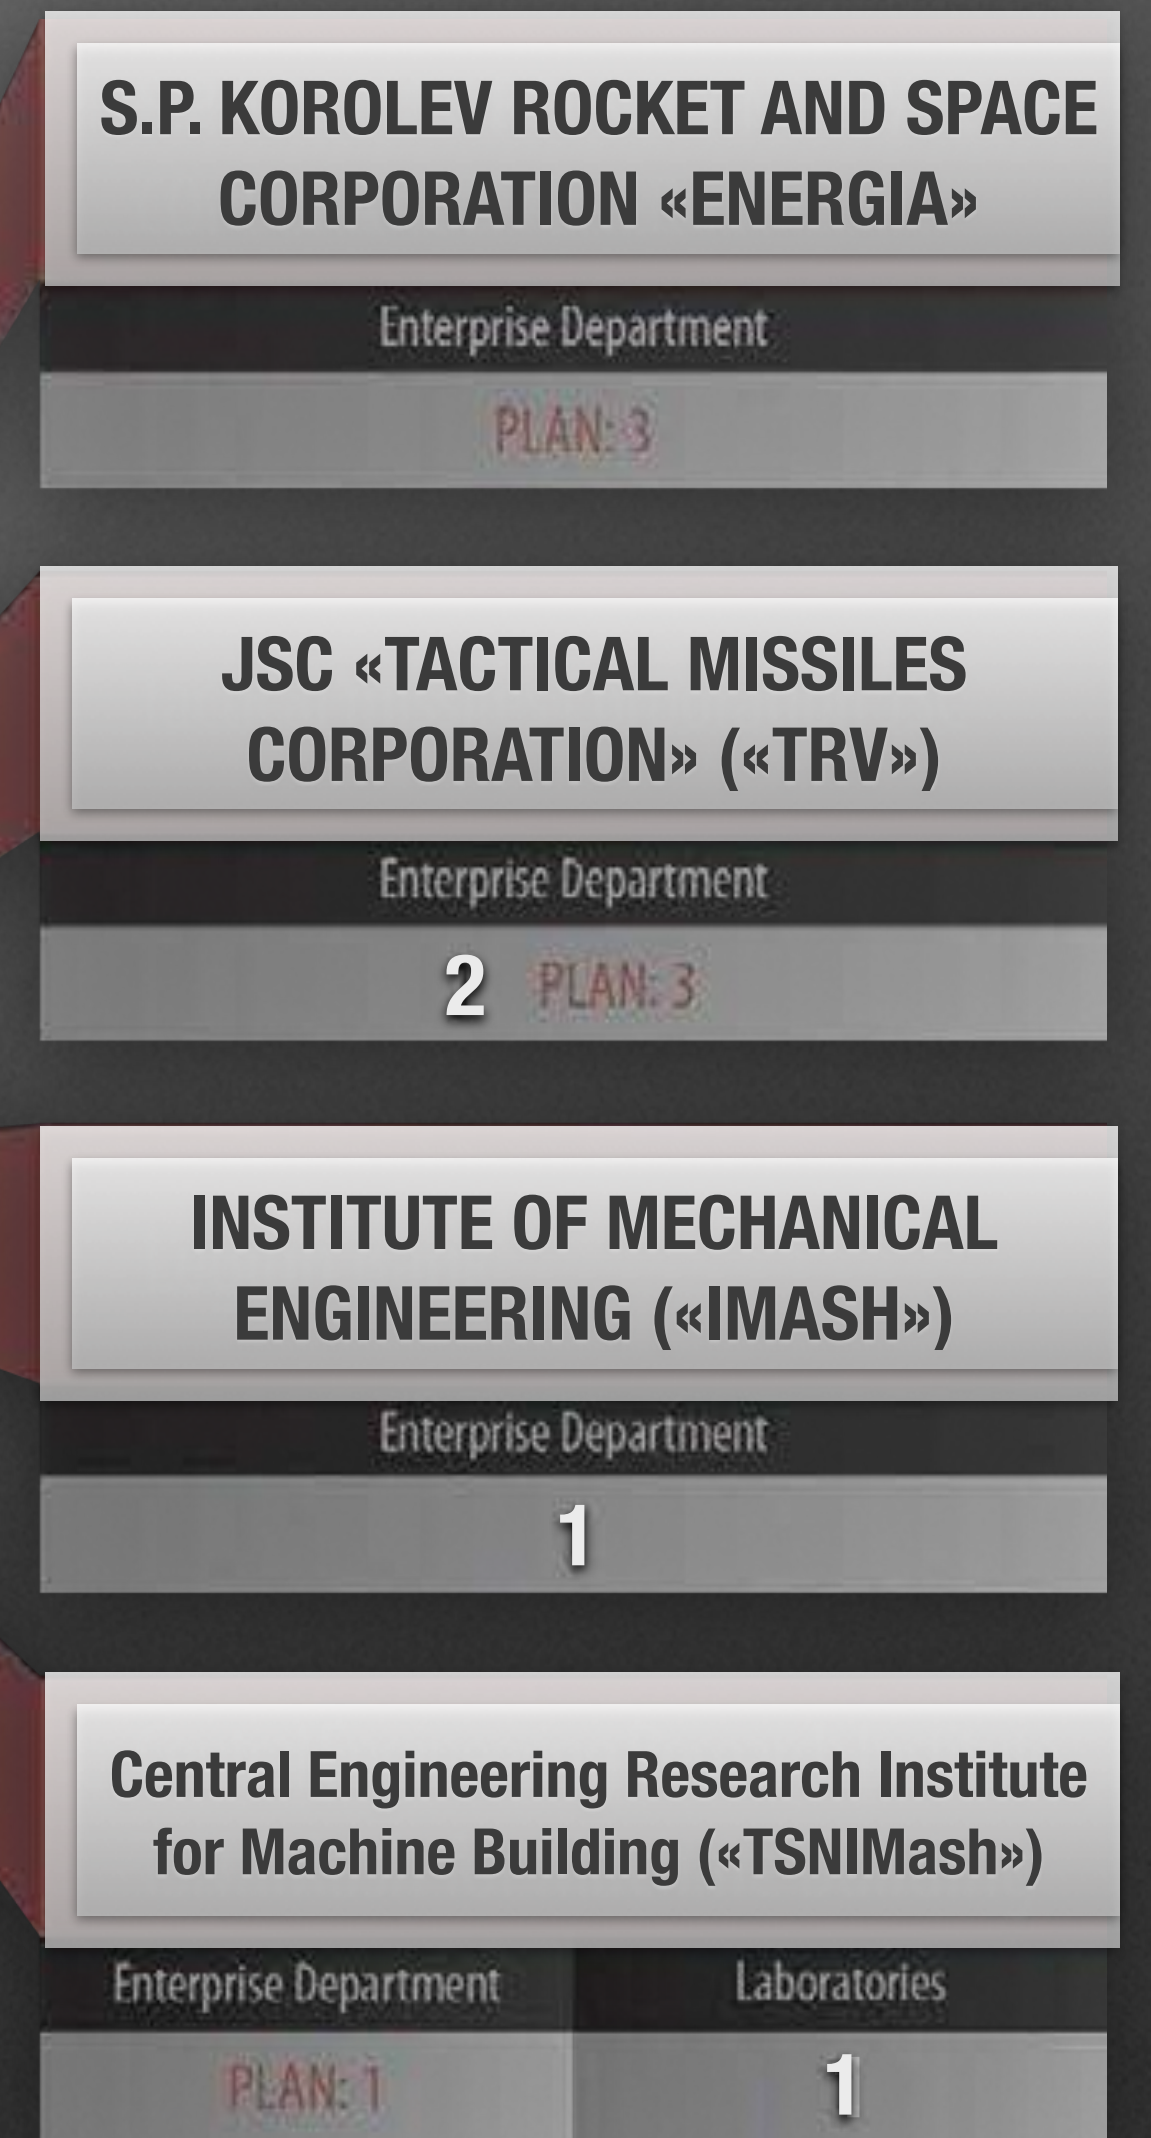 S.P. KOROLEV ROCKET AND SPACE
CORPORATION «ENERGIA»
Enterprise Department
PLAN: 3
JSC «TACTICAL MISSILES
CORPORATION» («TRV»)
Enterprise Department
2 PLAN: 3
INSTITUTE OF MECHANICAL
ENGINEERING («IMASH»)
Enterprise Department
1
Central Engineering Research Institute
for Machine Building («TSNIMash»)
Enterprise Department Laboratories
PLAN: 1 1